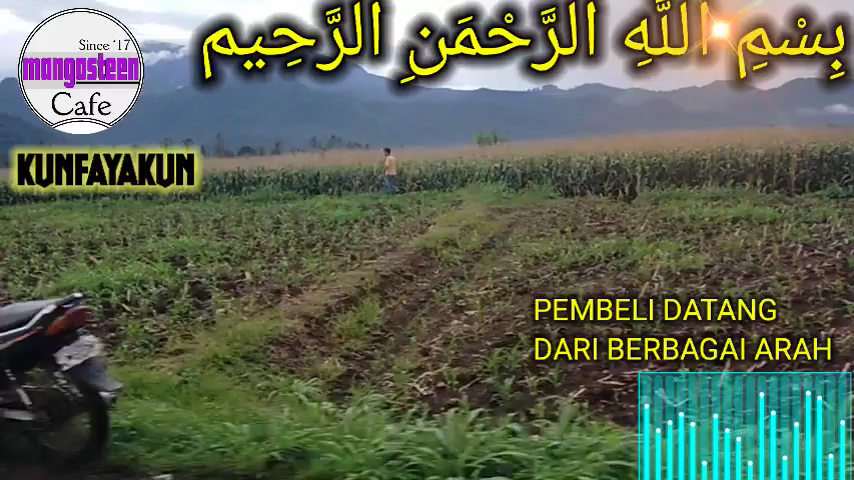 Since '17
mangosteen
Cafe
بِسْمِ اللَّهِ الرَّحْمَنِ الرَّحِيم
KUNFAYAKUN
PEMBELI DATANG
DARI BERBAGAI ARAH